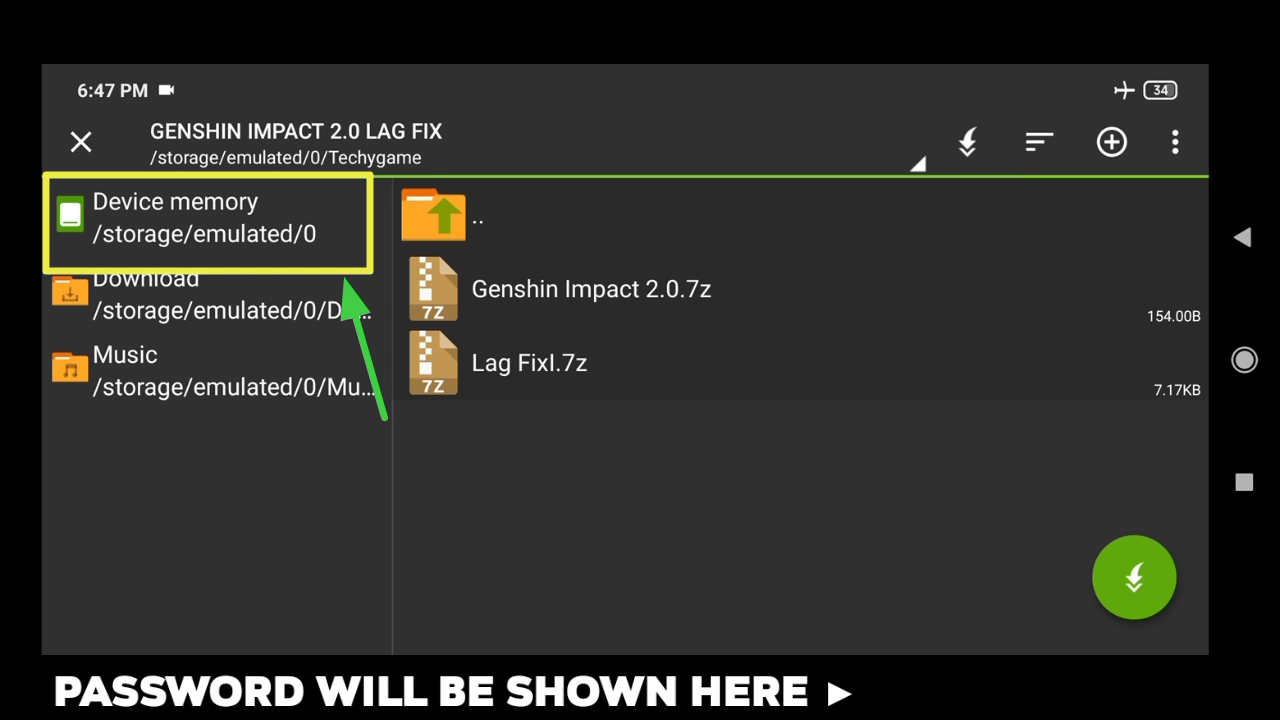 6:47 PM
34
GENSHIN IMPACT 2.0 LAG FIX
/storage/emulated/0/Techygame
Device memory
/storage/emulated/0
Download
/storage/emulated/0/D...
Music
/storage/emulated/0/Mu...
..
Genshin Impact 2.0.7z
7Z
154.00B
Lag FixI.7z
7Z
7.17KB
PASSWORD WILL BE SHOWN HERE ►